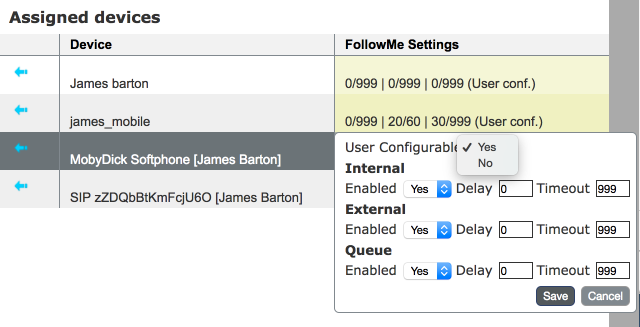 Assigned devices
Device FollowMe Settings
James barton 0/999 | 0/999 | 0/999 (User conf.)
james_mobile 0/999 | 20/60 | 30/999 (User conf.)
MobyDick Softphone [James Barton]
SIP zZDQbBtKmFcjU6O [James Barton]
User Configurable ✓ Yes
No
Internal
Enabled Yes Delay 0 Timeout 999
External
Enabled Yes Delay 0 Timeout 999
Queue
Enabled Yes Delay 0 Timeout 999
Save Cancel